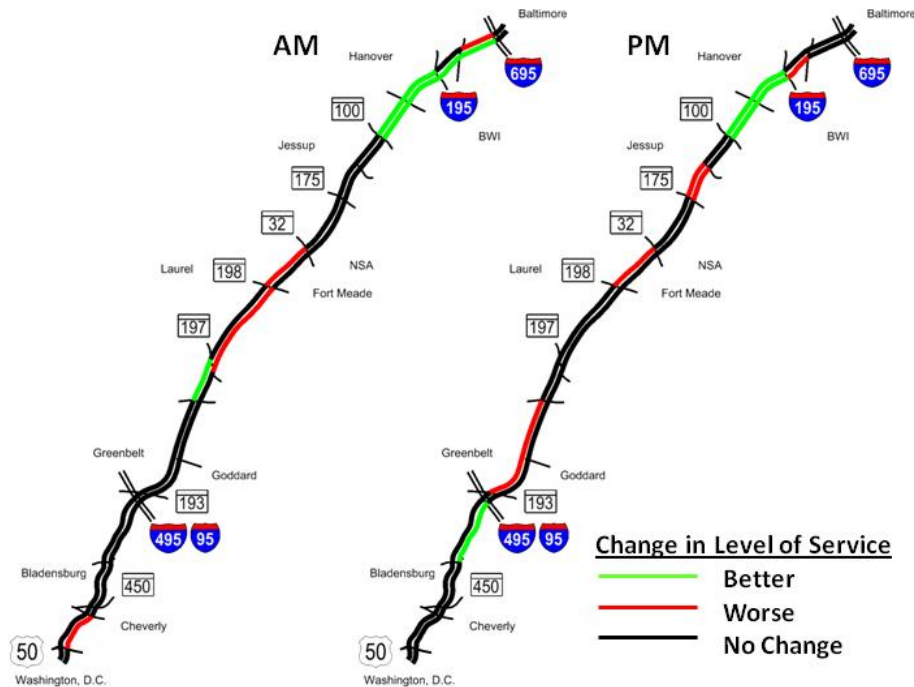 AM
Baltimore
Hanover
695
195
100
BWI
Jessup
175
32
NSA
Laurel
198
Fort Meade
197
Greenbelt
Goddard
193
495
95
Bladensburg
450
Cheverly
50
Washington, D.C.
PM
Baltimore
Hanover
695
195
100
BWI
Jessup
175
32
NSA
Laurel
198
Fort Meade
197
Greenbelt
Goddard
193
495
95
Bladensburg
450
Cheverly
50
Washington, D.C.
Change in Level of Service
Better
Worse
No Change